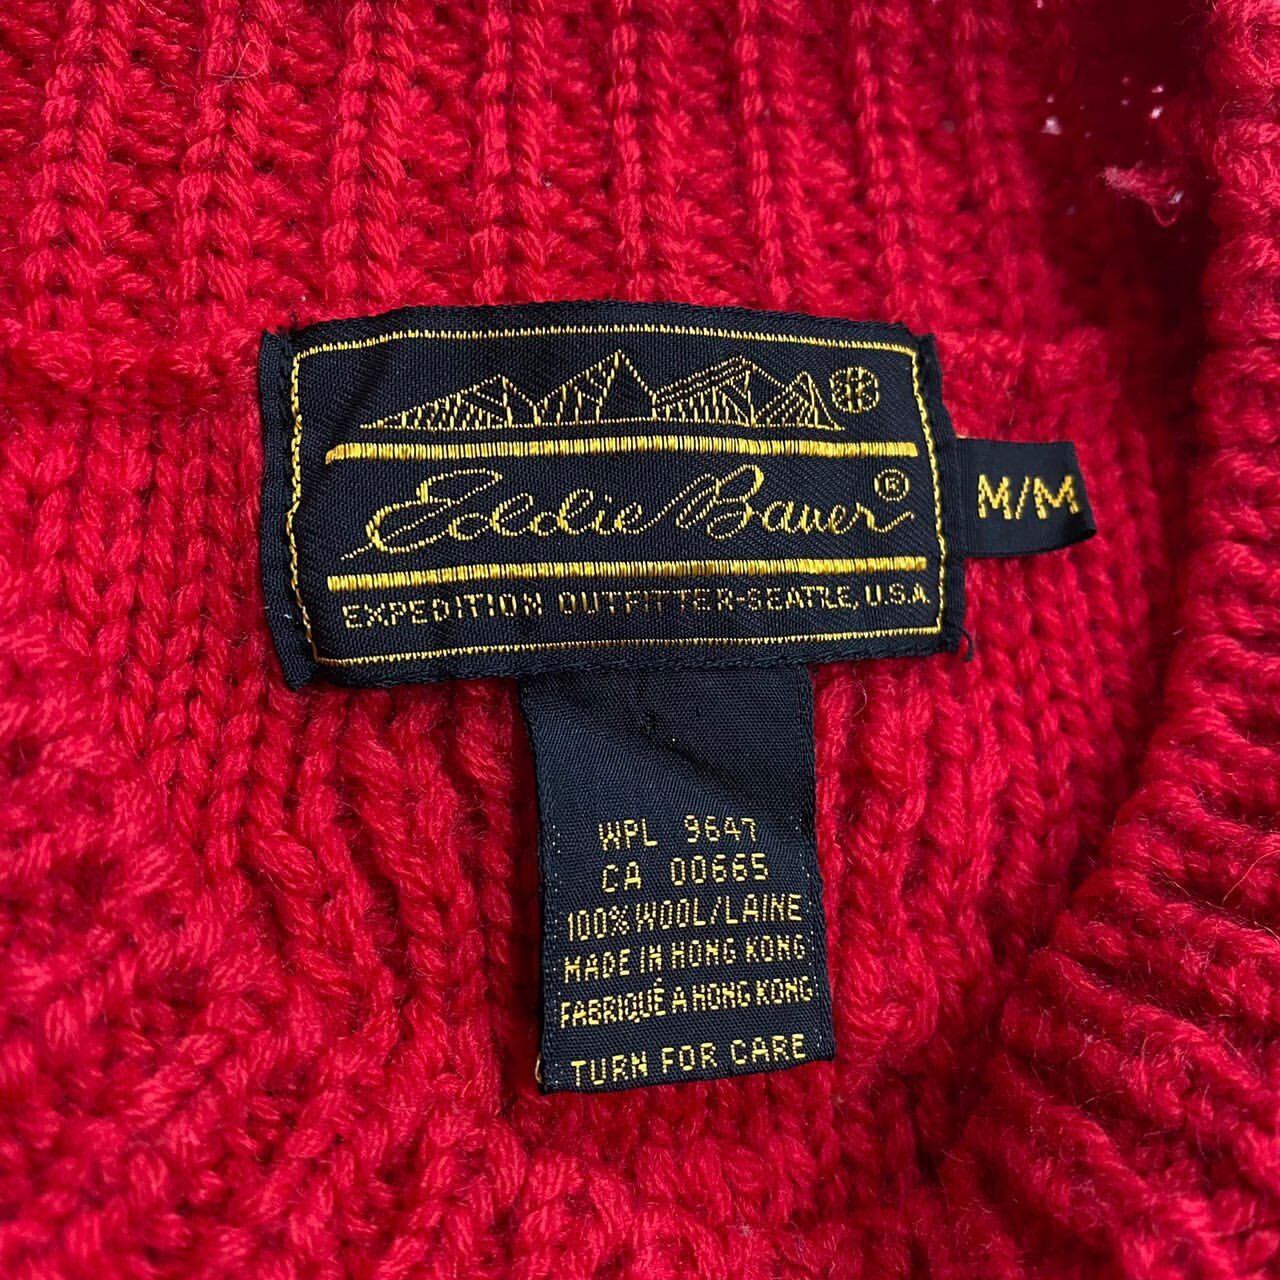 Eddie Bauer®
EXPEDITION OUTFITTER-SEATTLE, U.S.A.
M/M
WPL 9647
CA 00665
100% WOOL/LAINE
MADE IN HONG KONG
FABRIQUÉ A HONG KONG
TURN FOR CARE